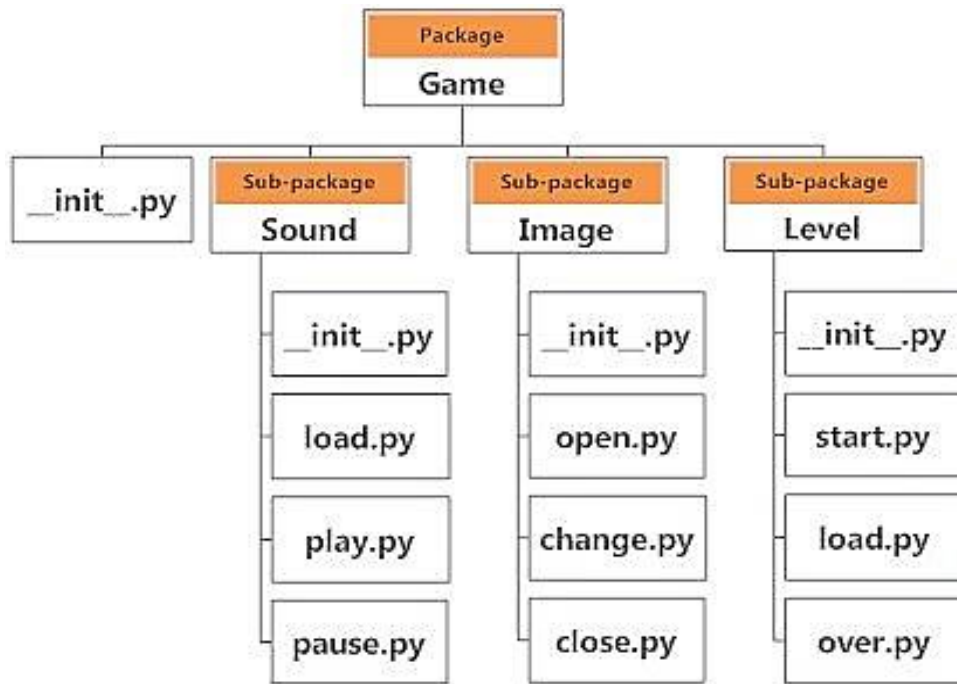 Package
Game
__init__.py
Sub-package
Sound
Sub-package
Image
Sub-package
Level
__init__.py
load.py
play.py
pause.py
__init__.py
open.py
change.py
close.py
__init__.py
start.py
load.py
over.py